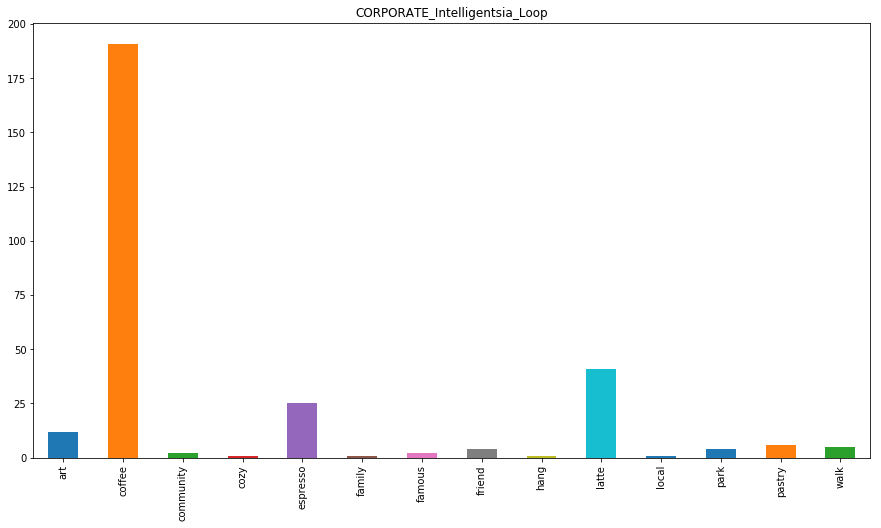 CORPORATE_Intelligentsia_Loop
200
175
150
125
100
75
50
25
0
art
coffee
community
cozy
espresso
family
famous
friend
hang
latte
local
park
pastry
walk